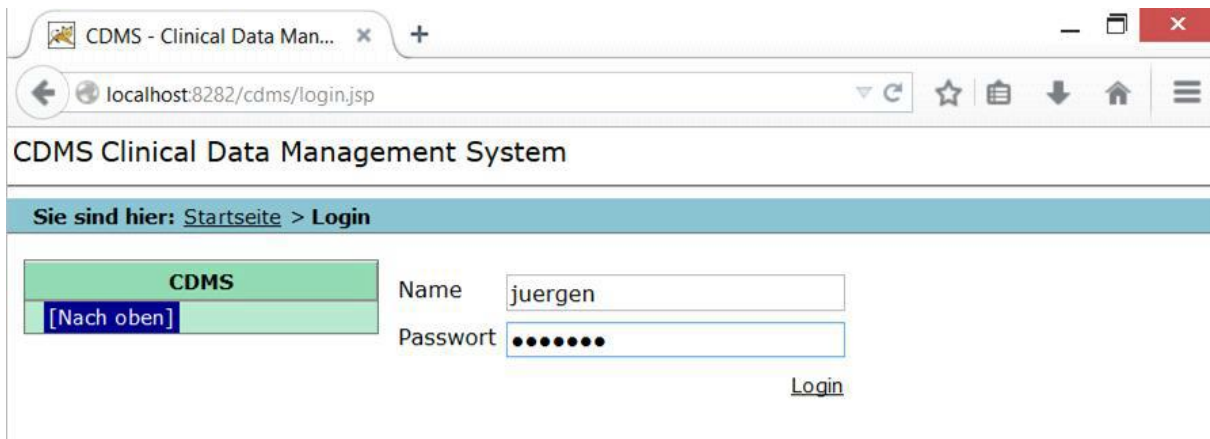 CDMS - Clinical Data Man...
localhost:8282/cdms/login.jsp
CDMS Clinical Data Management System
Sie sind hier: Startseite > Login
CDMS
[Nach oben]
Name juergen
Passwort •••••••
Login